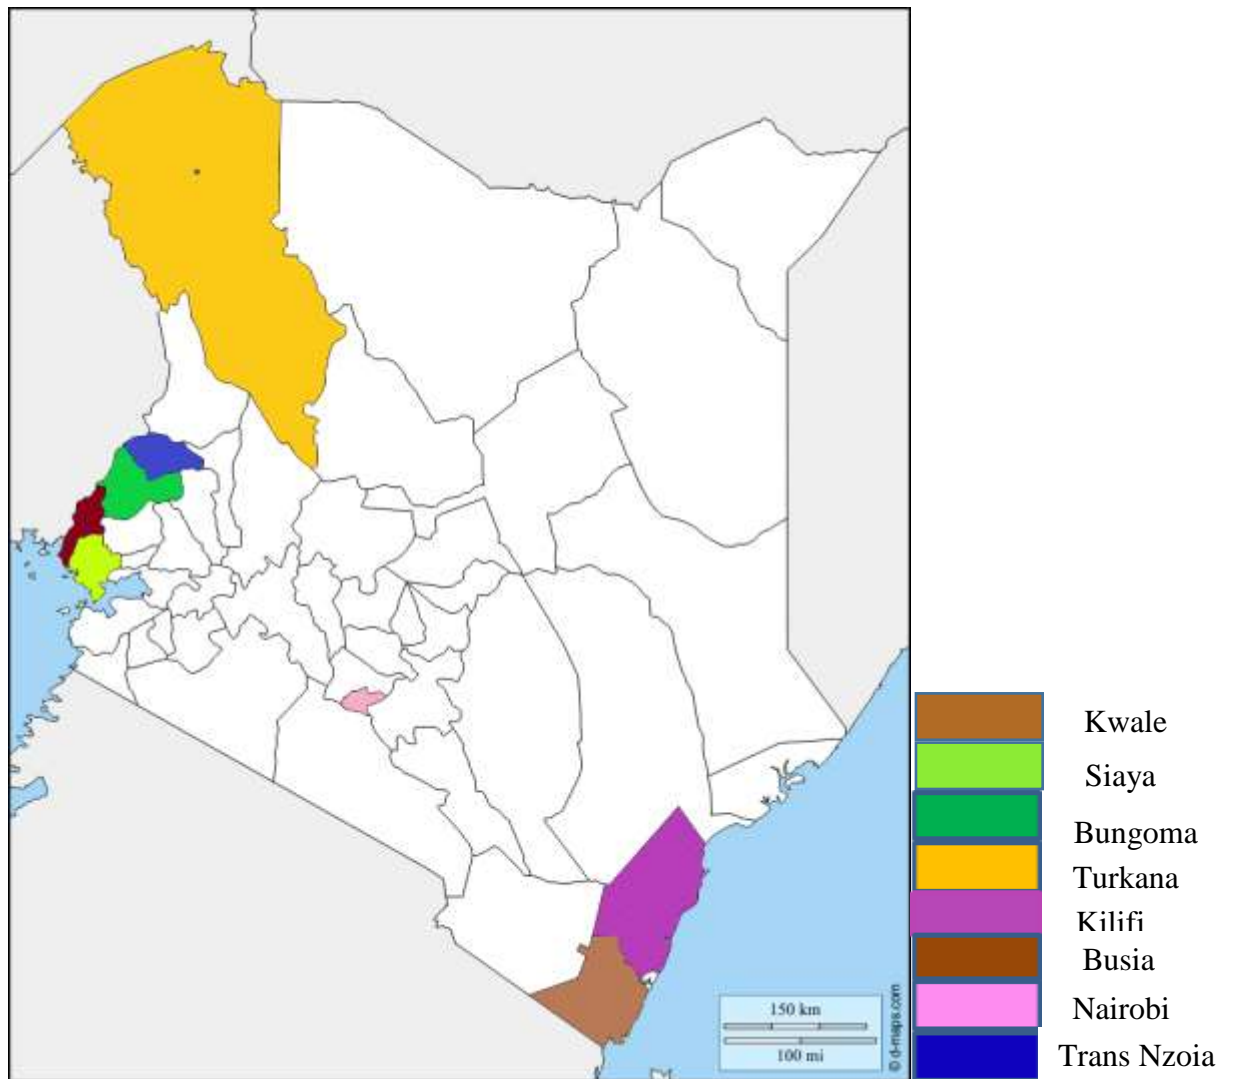 Kwale
Siaya
Bungoma
Turkana
Kilifi
Busia
Nairobi
Trans Nzoia
150 km
100 mi
© d-maps.com